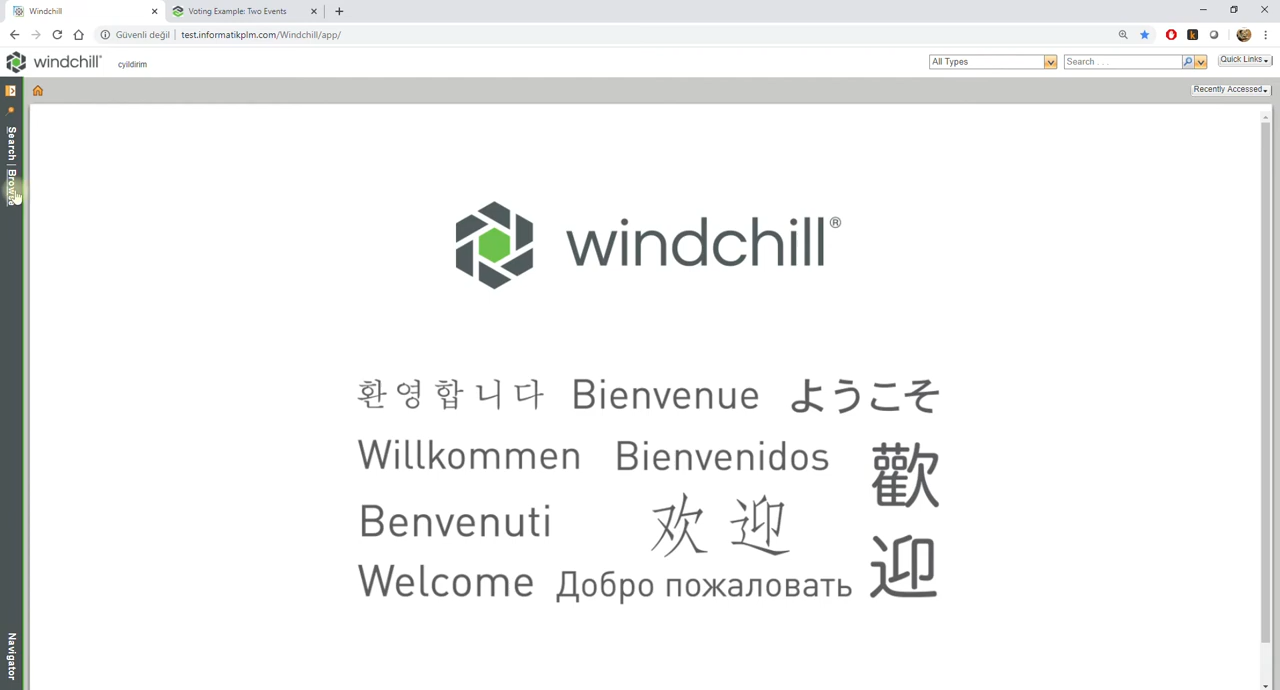 Windchill
Voting Example: Two Events
Güvenli değil
test.informatikplm.com/Windchill/app/
windchill®
cyildirim
All Types
Search . . .
Quick Links
Recently Accessed
Search | Browse
Navigator
windchill®
환영합니다 Bienvenue ようこそ
Willkommen Bienvenidos 歡迎
Benvenuti 欢迎
Welcome Добро пожаловать